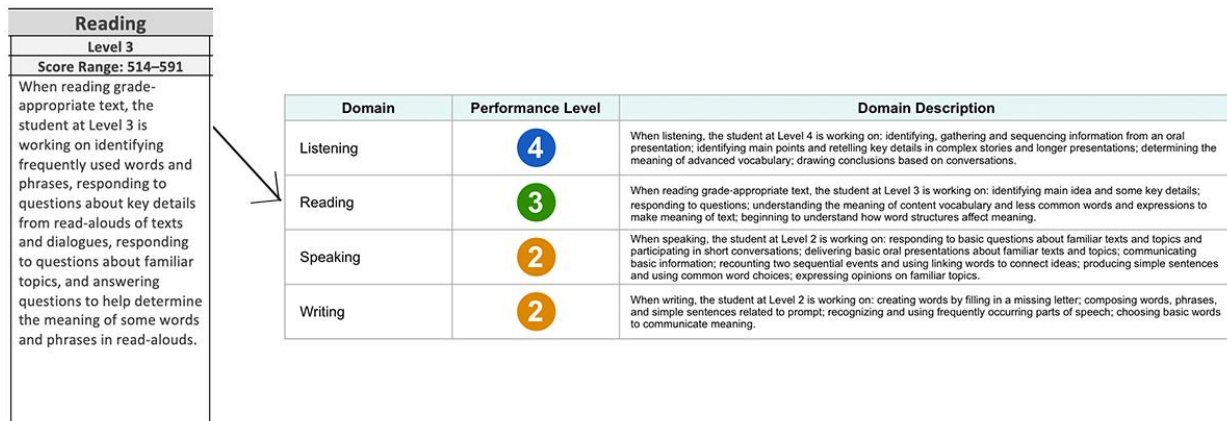 Reading
Level 3
Score Range: 514–591
When reading grade-
appropriate text, the
student at Level 3 is
working on identifying
frequently used words and
phrases, responding to
questions about key details
from read-alouds of texts
and dialogues, responding
to questions about familiar
topics, and answering
questions to help determine
the meaning of some words
and phrases in read-alouds.
Domain Performance Level Domain Description
Listening 4
When listening, the student at Level 4 is working on: identifying, gathering and sequencing information from an oral
presentation; identifying main points and retelling key details in complex stories and longer presentations; determining the
meaning of advanced vocabulary; drawing conclusions based on conversations.
Reading 3
When reading grade-appropriate text, the student at Level 3 is working on: identifying main idea and some key details;
responding to questions; understanding the meaning of content vocabulary and less common words and expressions to
make meaning of text; beginning to understand how word structures affect meaning.
Speaking 2
When speaking, the student at Level 2 is working on: responding to basic questions about familiar texts and topics and
participating in short conversations; delivering basic oral presentations about familiar texts and topics; communicating
basic information; recounting two sequential events and using linking words to connect ideas; producing simple sentences
and using common word choices; expressing opinions on familiar topics.
Writing 2
When writing, the student at Level 2 is working on: creating words by filling in a missing letter; composing words, phrases,
and simple sentences related to prompt; recognizing and using frequently occurring parts of speech; choosing basic words
to communicate meaning.